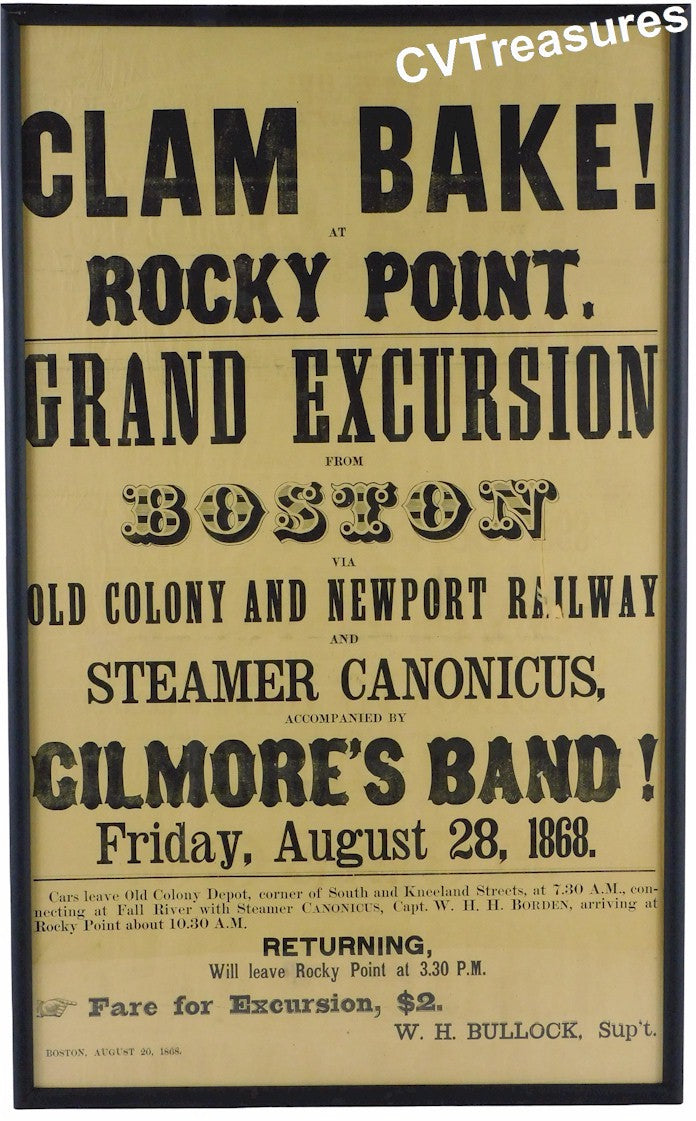 CVTreasures
CLAM BAKE!
AT
ROCKY POINT.
GRAND EXCURSION
FROM
BOSTON
VIA
OLD COLONY AND NEWPORT RAILWAY
AND
STEAMER CANONICUS,
ACCOMPANIED BY
GILMORE'S BAND!
Friday, August 28, 1868.
Cars leave Old Colony Depot, corner of South and Kneeland Streets, at 7.30 A.M., con-
necting at Fall River with Steamer CANONICUS, Capt. W. H. H. BORDEN, arriving at
Rocky Point about 10.30 A.M.
RETURNING,
Will leave Rocky Point at 3.30 P.M.
Fare for Excursion, $2.
W. H. BULLOCK, Sup't.
BOSTON, AUGUST 20, 1868.